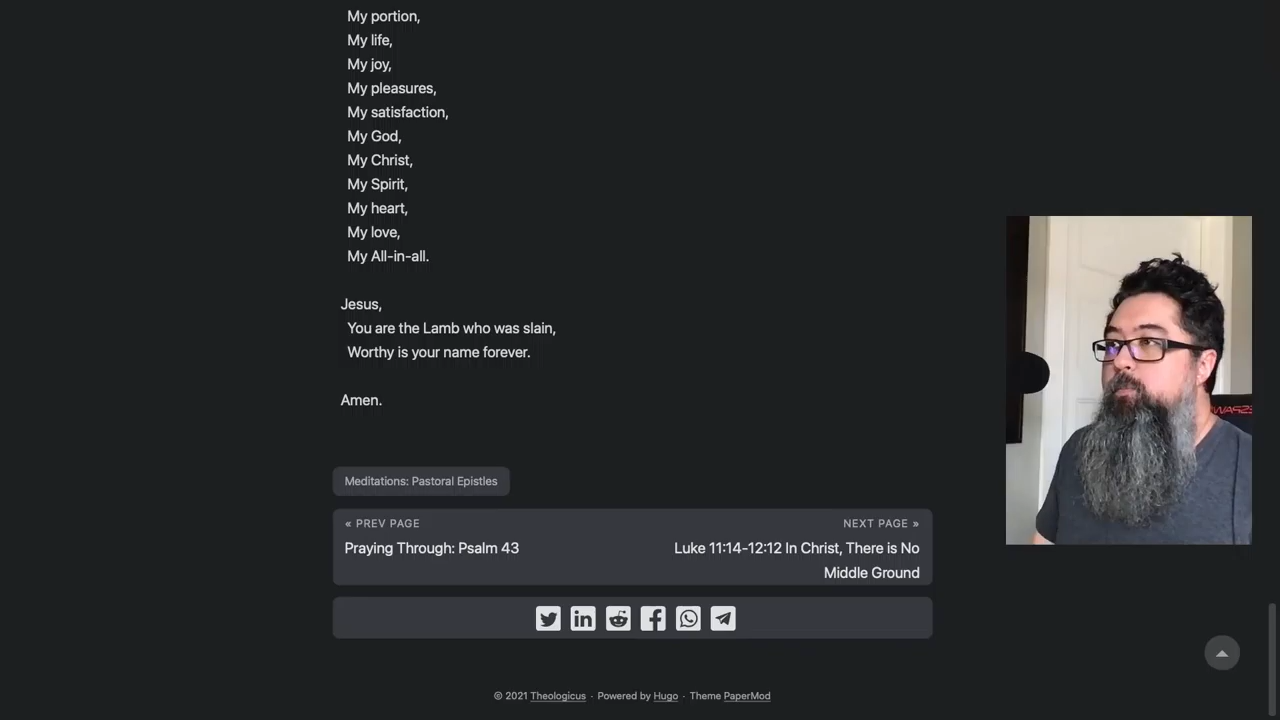 My portion,
My life,
My joy,
My pleasures,
My satisfaction,
My God,
My Christ,
My Spirit,
My heart,
My love,
My All-in-all.
Jesus,
You are the Lamb who was slain,
Worthy is your name forever.
Amen.
Meditations: Pastoral Epistles
« PREV PAGE
Praying Through: Psalm 43
NEXT PAGE »
Luke 11:14-12:12 In Christ, There is No
Middle Ground
© 2021 Theologicus · Powered by Hugo · Theme PaperMod